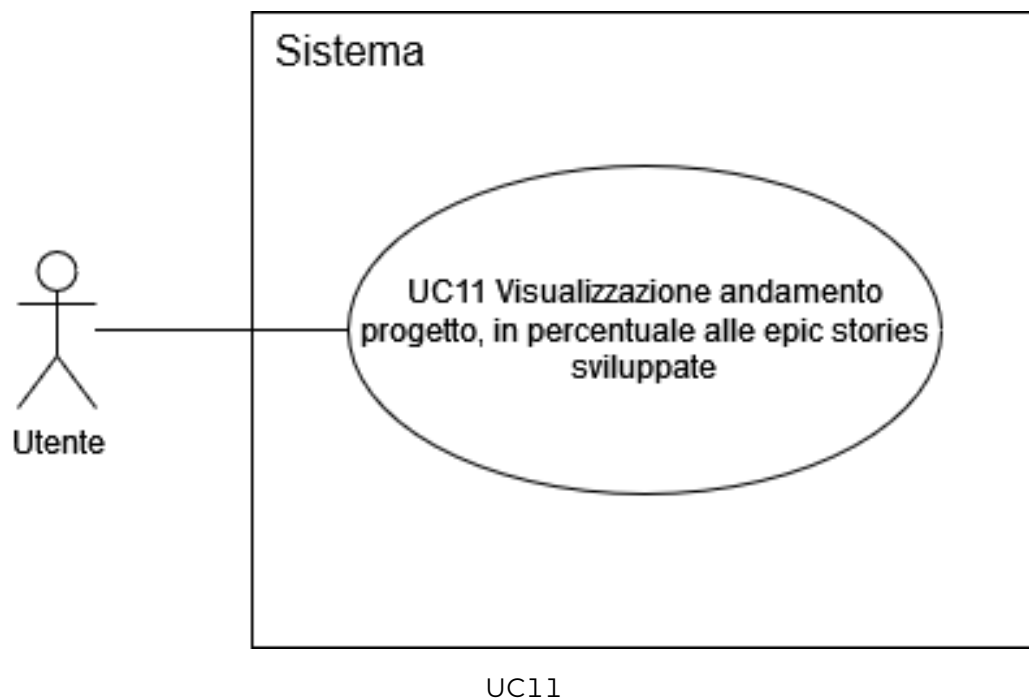 Sistema
UC11 Visualizzazione andamento
progetto, in percentuale alle epic stories
sviluppate
Utente
UC11